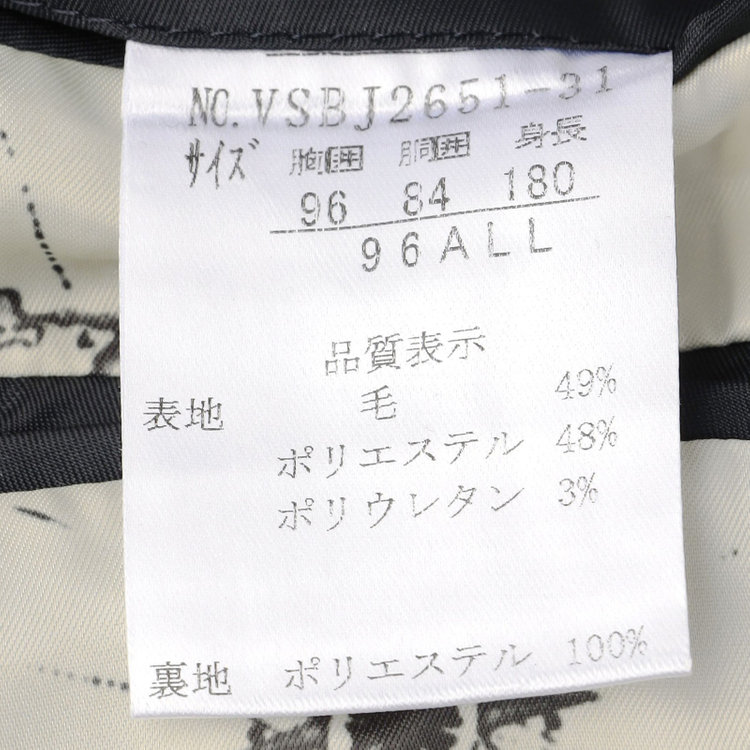 NO.VSBJ2651-31
サイズ 胸囲 胴囲 身長
96 84 180
96ALL
品質表示
表地 毛 49%
ポリエステル 48%
ポリウレタン 3%
裏地 ポリエステル 100%